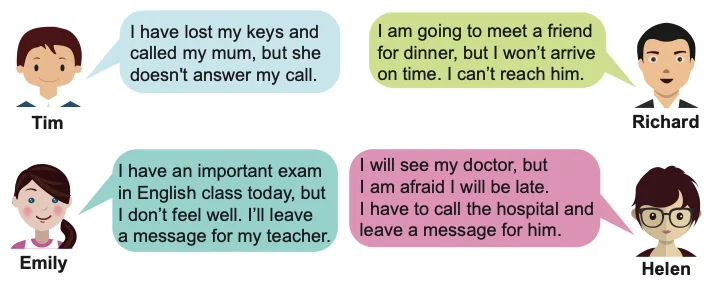 I have lost my keys and
called my mum, but she
doesn't answer my call.
Tim
I am going to meet a friend
for dinner, but I won’t arrive
on time. I can’t reach him.
Richard
I have an important exam
in English class today, but
I don’t feel well. I’ll leave
a message for my teacher.
Emily
I will see my doctor, but
I am afraid I will be late.
I have to call the hospital and
leave a message for him.
Helen